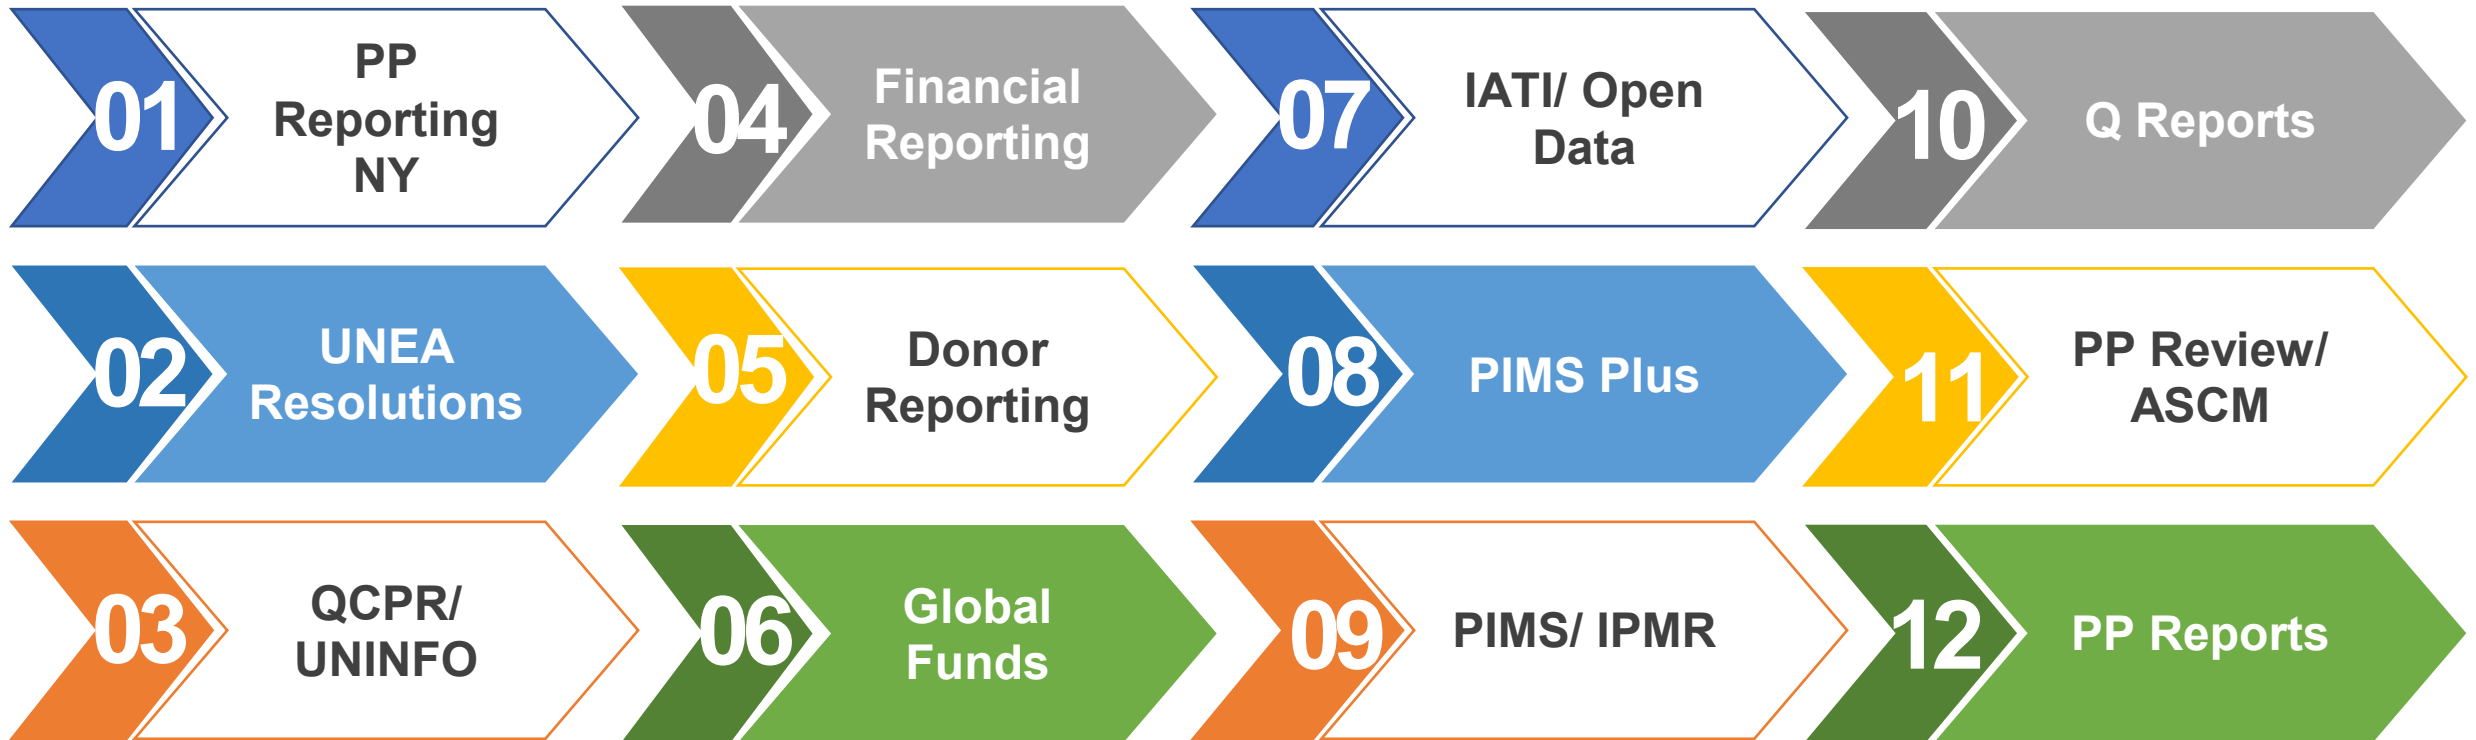 01
PP
Reporting
NY
02
UNEA
Resolutions
03
QCPR/
UNINFO
04
Financial
Reporting
05
Donor
Reporting
06
Global
Funds
07
IATI/ Open
Data
08
PIMS Plus
09
PIMS/ IPMR
10
Q Reports
11
PP Review/
ASCM
12
PP Reports